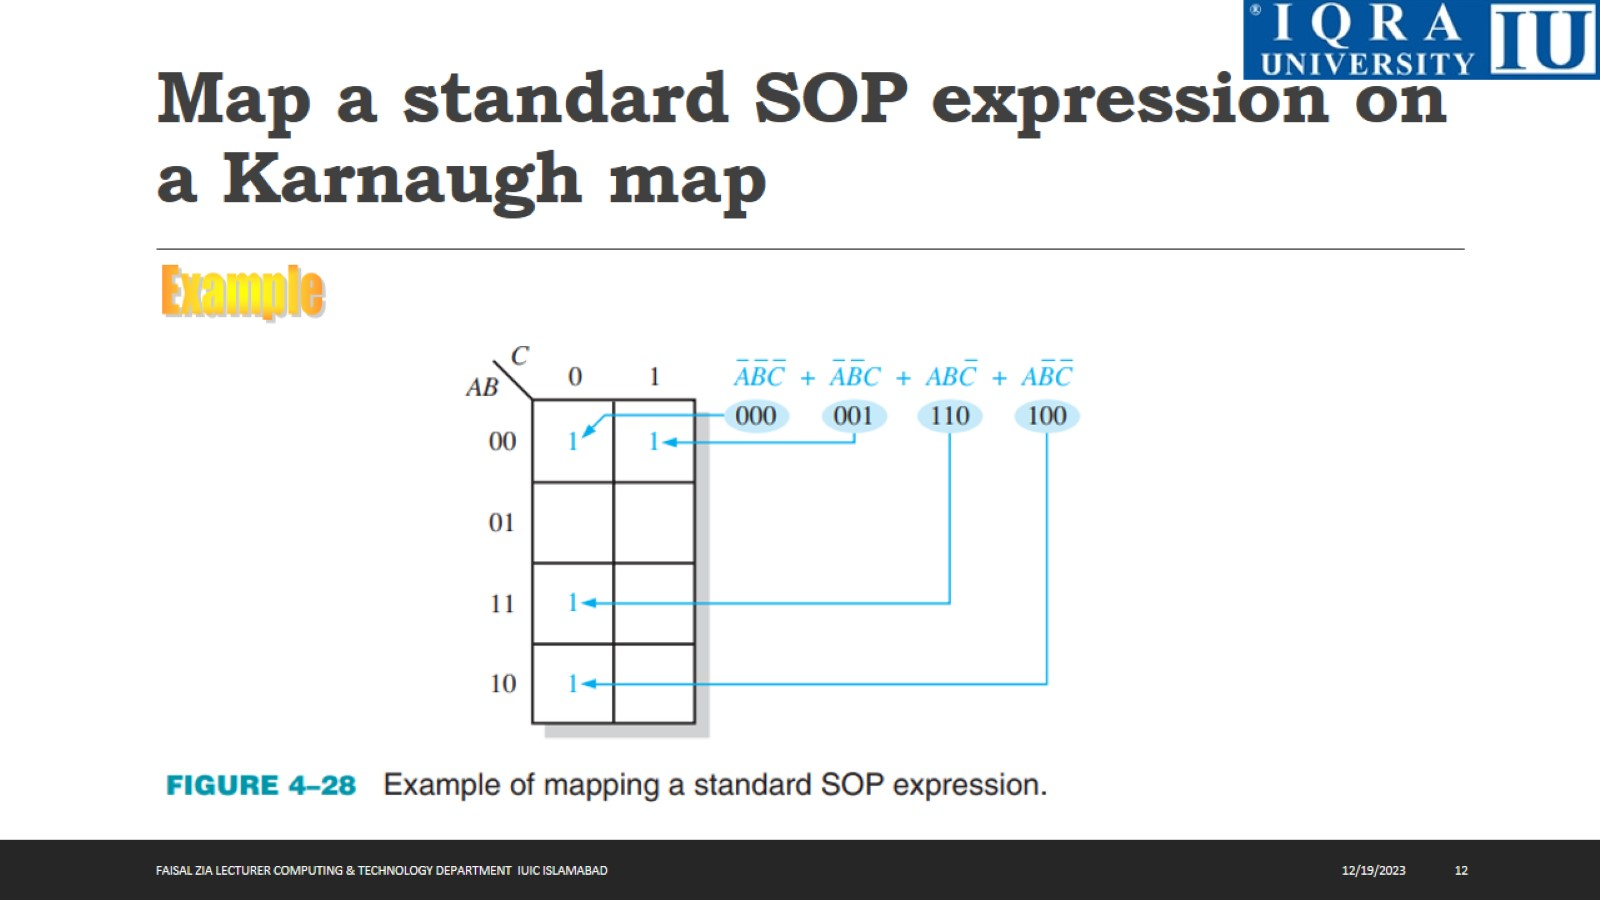 ® IQRA
UNIVERSITY IU
Map a standard SOP expression on
a Karnaugh map
Example
C
AB 0 1
A̅B̅C̅ + A̅B̅C + ABC̅ + AB̅C̅
000 001 110 100
00 1 1
01
11 1
10 1
FIGURE 4–28 Example of mapping a standard SOP expression.
FAISAL ZIA LECTURER COMPUTING & TECHNOLOGY DEPARTMENT IUIC ISLAMABAD 12/19/2023 12